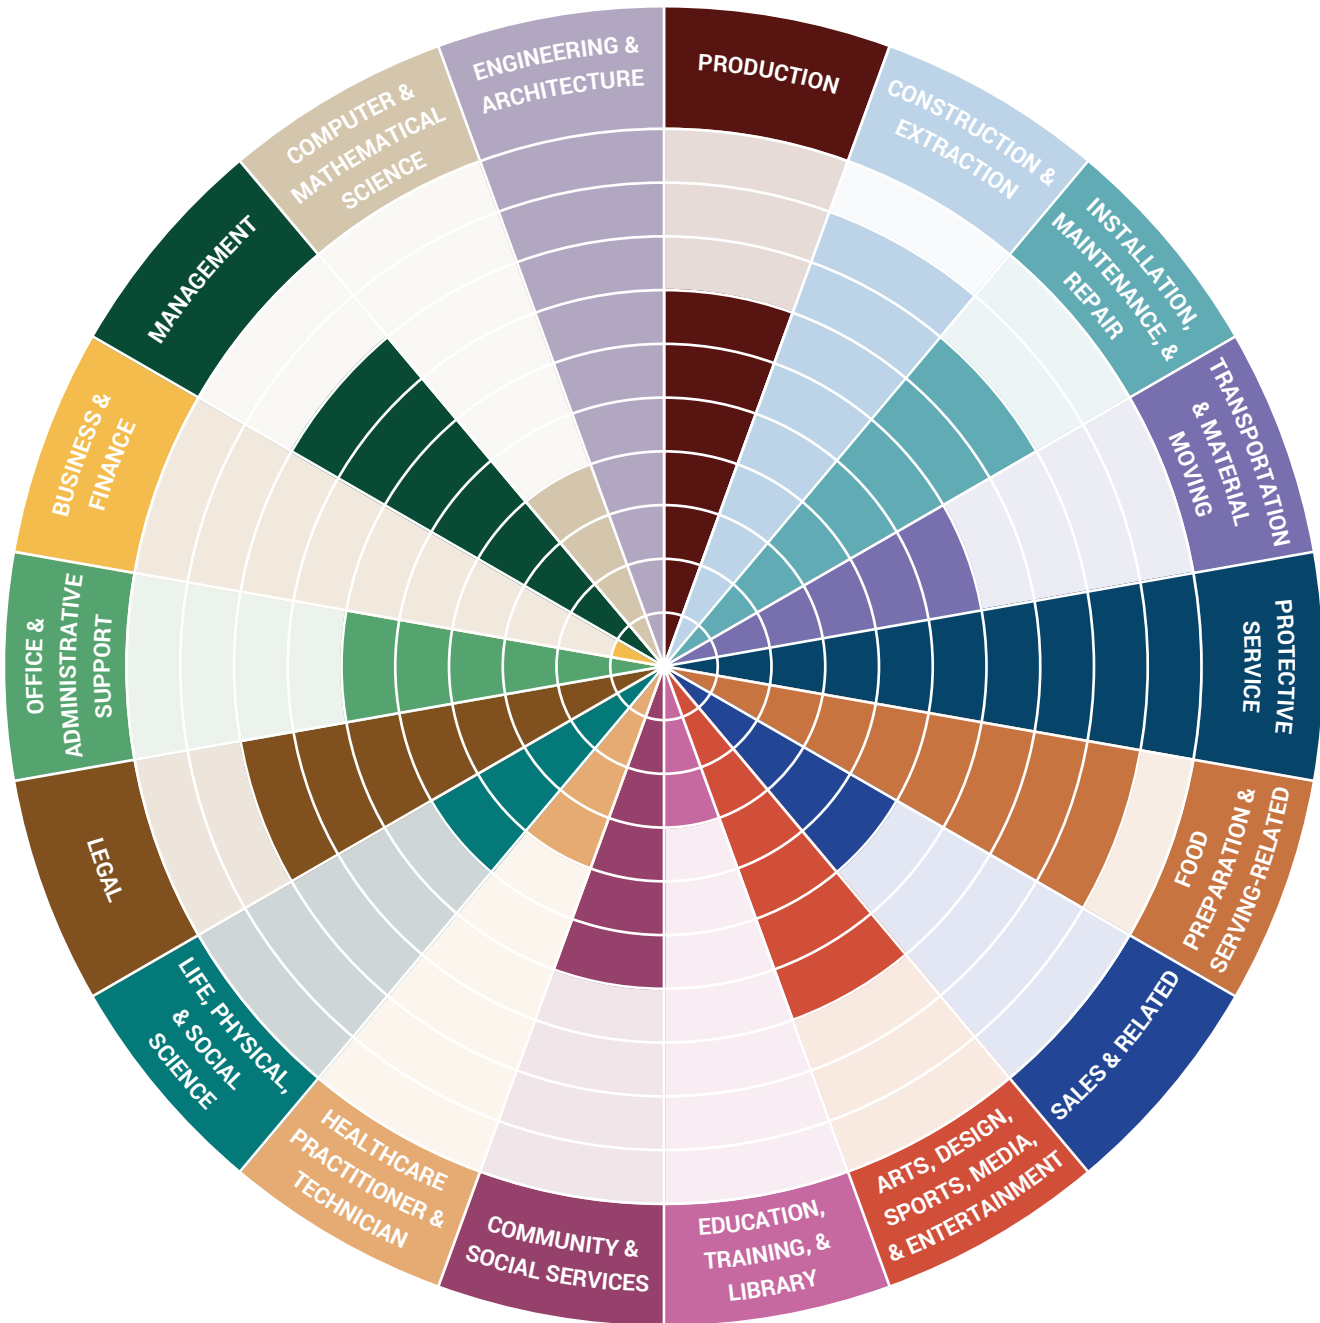 PRODUCTION
CONSTRUCTION &
EXTRACTION
INSTALLATION,
MAINTENANCE, &
REPAIR
TRANSPORTATION
& MATERIAL
MOVING
PROTECTIVE
SERVICE
FOOD
PREPARATION &
SERVING-RELATED
SALES & RELATED
ARTS, DESIGN,
SPORTS, MEDIA,
& ENTERTAINMENT
EDUCATION,
TRAINING, &
LIBRARY
COMMUNITY &
SOCIAL SERVICES
HEALTHCARE
PRACTITIONER &
TECHNICIAN
LIFE, PHYSICAL,
& SOCIAL
SCIENCE
LEGAL
OFFICE &
ADMINISTRATIVE
SUPPORT
BUSINESS &
FINANCE
MANAGEMENT
COMPUTER &
MATHEMATICAL
SCIENCE
ENGINEERING &
ARCHITECTURE